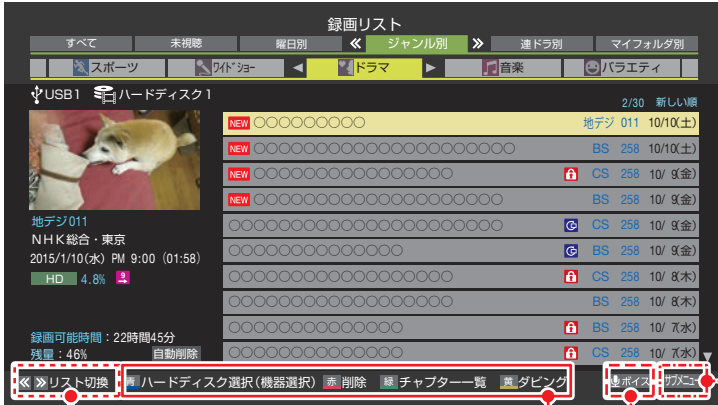 録画リスト
すべて 未視聴 曜日別 ≪ ジャンル別 ≫ 連ドラ別 マイフォルダ別
スポーツ ワイドショー ◀ ドラマ ▶ 音楽 バラエティ
USB1 ハードディスク1
2/30 新しい順
NEW ○○○○○○○○○ 地デジ 011 10/10(土)
NEW ○○○○○○○○○○○○○○○○○○○○○ BS 258 10/10(土)
NEW ○○○○○○○○○○○○○○○○ CS 258 10/ 9(金)
NEW ○○○○○○○○○○○○○○○○○○○○ BS 258 10/ 9(金)
○○○○○○○○○○○○○○○○○○○○○○ C CS 258 10/ 9(金)
○○○○○○○○○○○○○○ C BS 258 10/ 9(金)
○○○○○○○○○○○○○○○○○○ CS 258 10/ 8(木)
○○○○○○○○○○○○○○○○○○ BS 258 10/ 8(木)
○○○○○○○○○○○○○○ BS 258 10/ 7(水)
○○○○○○○○○○○○○○ CS 258 10/ 7(水)
地デジ011
NHK総合・東京
2015/1/10(水) PM 9:00 (01:58)
HD 4.8% 9
録画可能時間：22時間45分
残量：46% 自動削除
≪ ≫ リスト切換 青 ハードディスク選択(機器選択) 赤 削除 緑 チャプター一覧 黄 ダビング ボイス サブメニュー